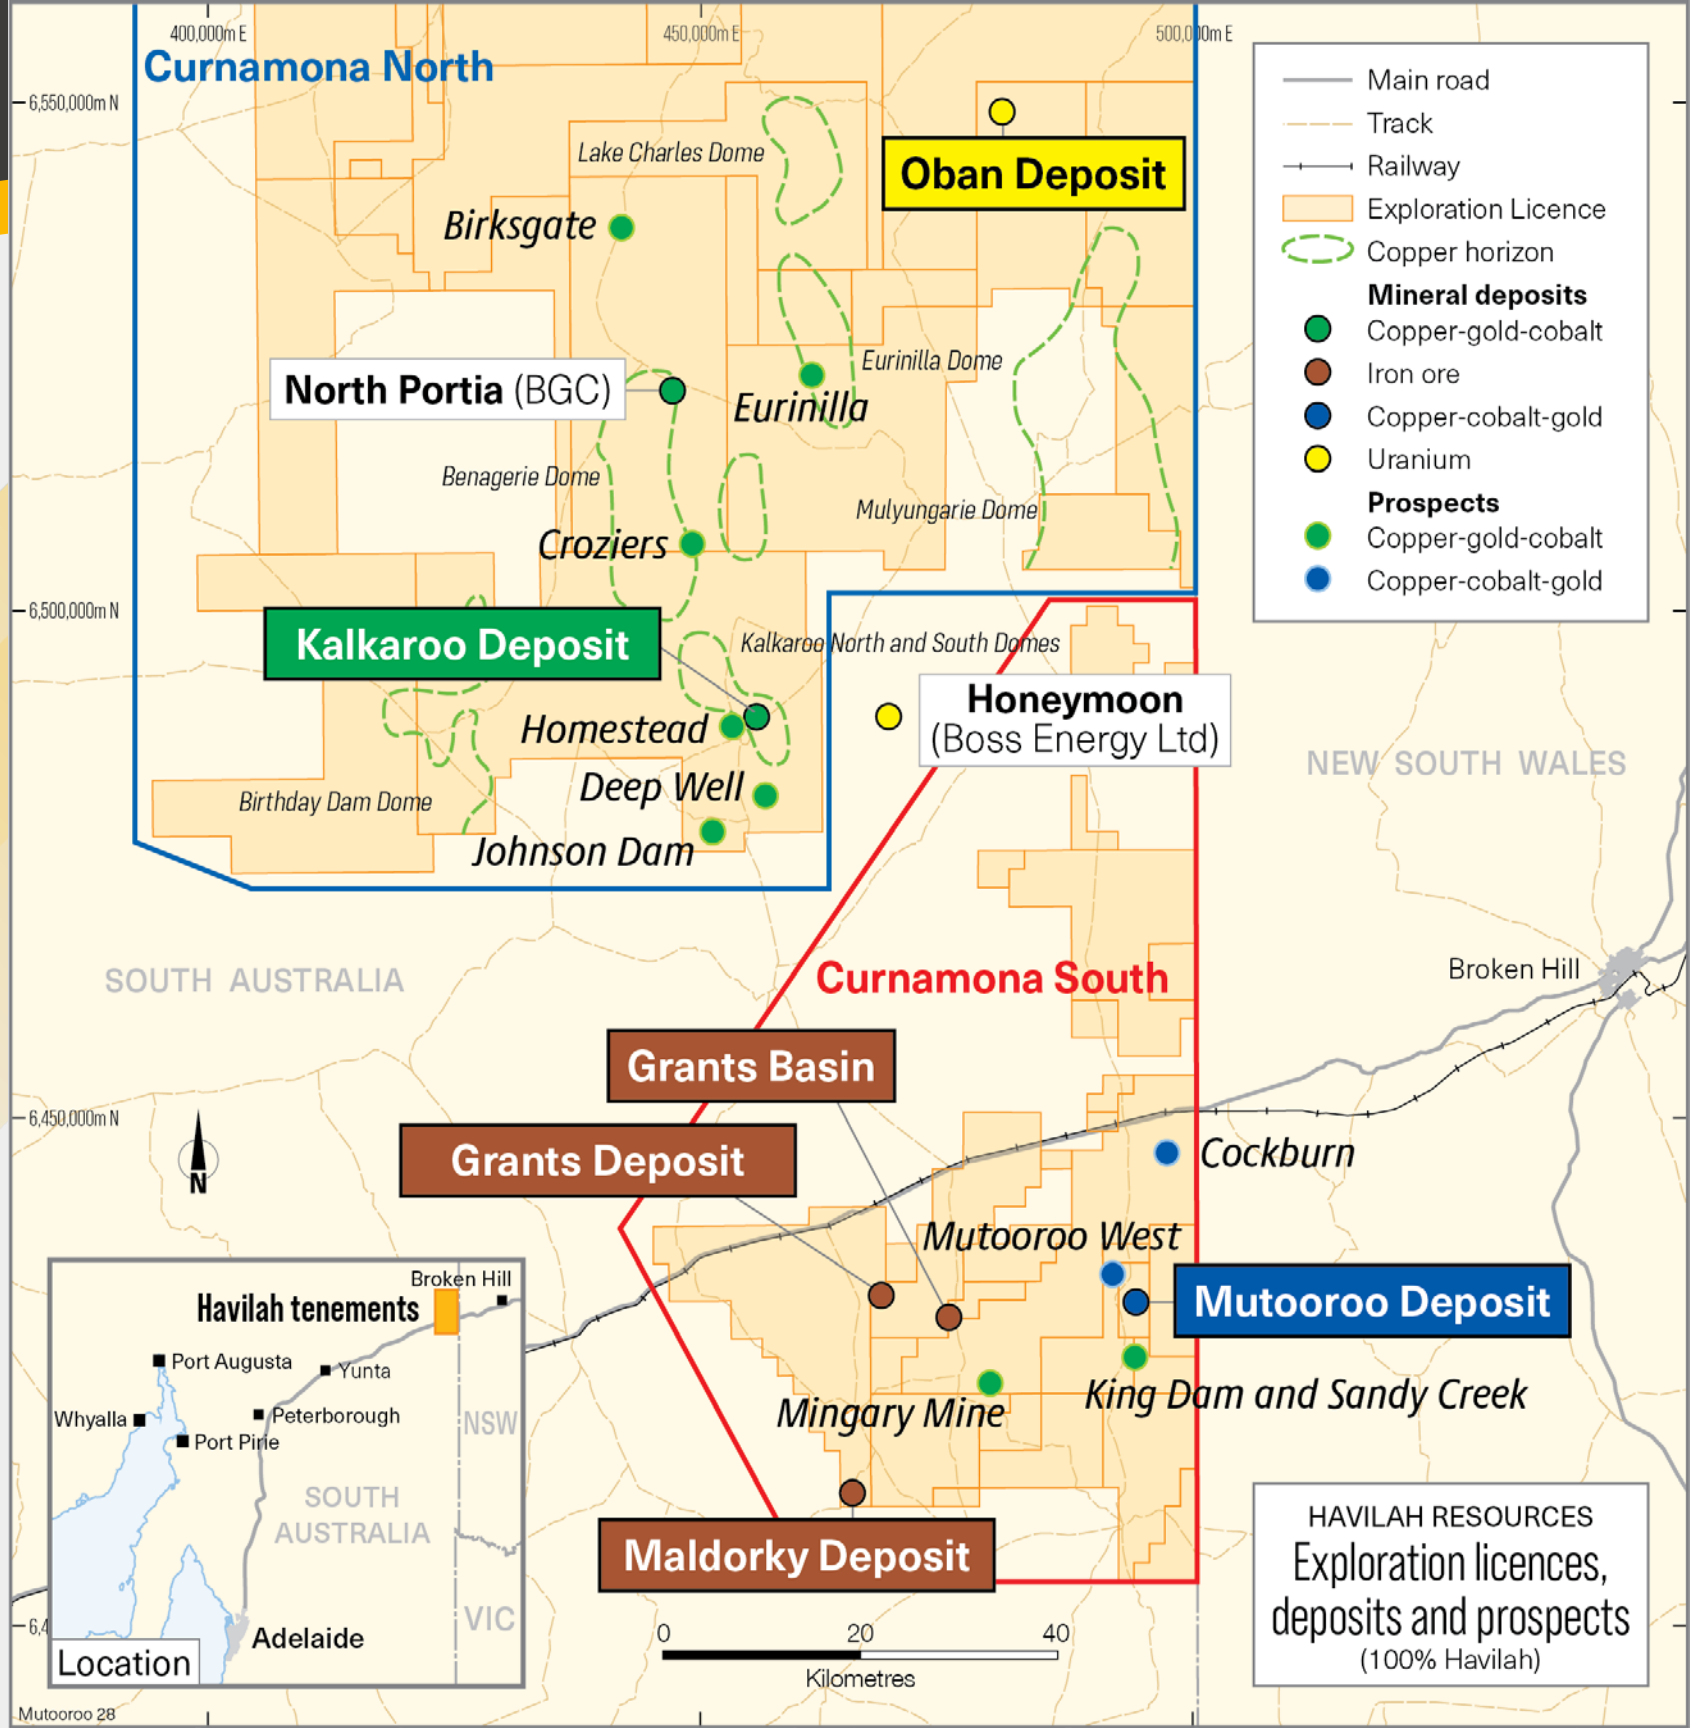 400,000m E
450,000m E
500,000m E
Curnamona North
6,550,000m N
Lake Charles Dome
Oban Deposit
Birksgate
North Portia (BGC)
Eurinilla Dome
Eurinilla
Benagerie Dome
Mulyungarie Dome
Croziers
6,500,000m N
Kalkaroo Deposit
Kalkaroo North and South Domes
Honeymoon
(Boss Energy Ltd)
Homestead
Deep Well
Birthday Dam Dome
Johnson Dam
Main road
Track
Railway
Exploration Licence
Copper horizon
Mineral deposits
Copper-gold-cobalt
Iron ore
Copper-cobalt-gold
Uranium
Prospects
Copper-gold-cobalt
Copper-cobalt-gold
NEW SOUTH WALES
SOUTH AUSTRALIA
Curnamona South
Broken Hill
Grants Basin
6,450,000m N
Grants Deposit
Cockburn
N
Mutooroo West
Mutooroo Deposit
King Dam and Sandy Creek
Mingary Mine
Maldorky Deposit
Broken Hill
Havilah tenements
Port Augusta
Yunta
Whyalla
Peterborough
Port Pirie
NSW
SOUTH
AUSTRALIA
VIC
Adelaide
Location
6,4
0 20 40
Kilometres
HAVILAH RESOURCES
Exploration licences,
deposits and prospects
(100% Havilah)
Mutooroo 28